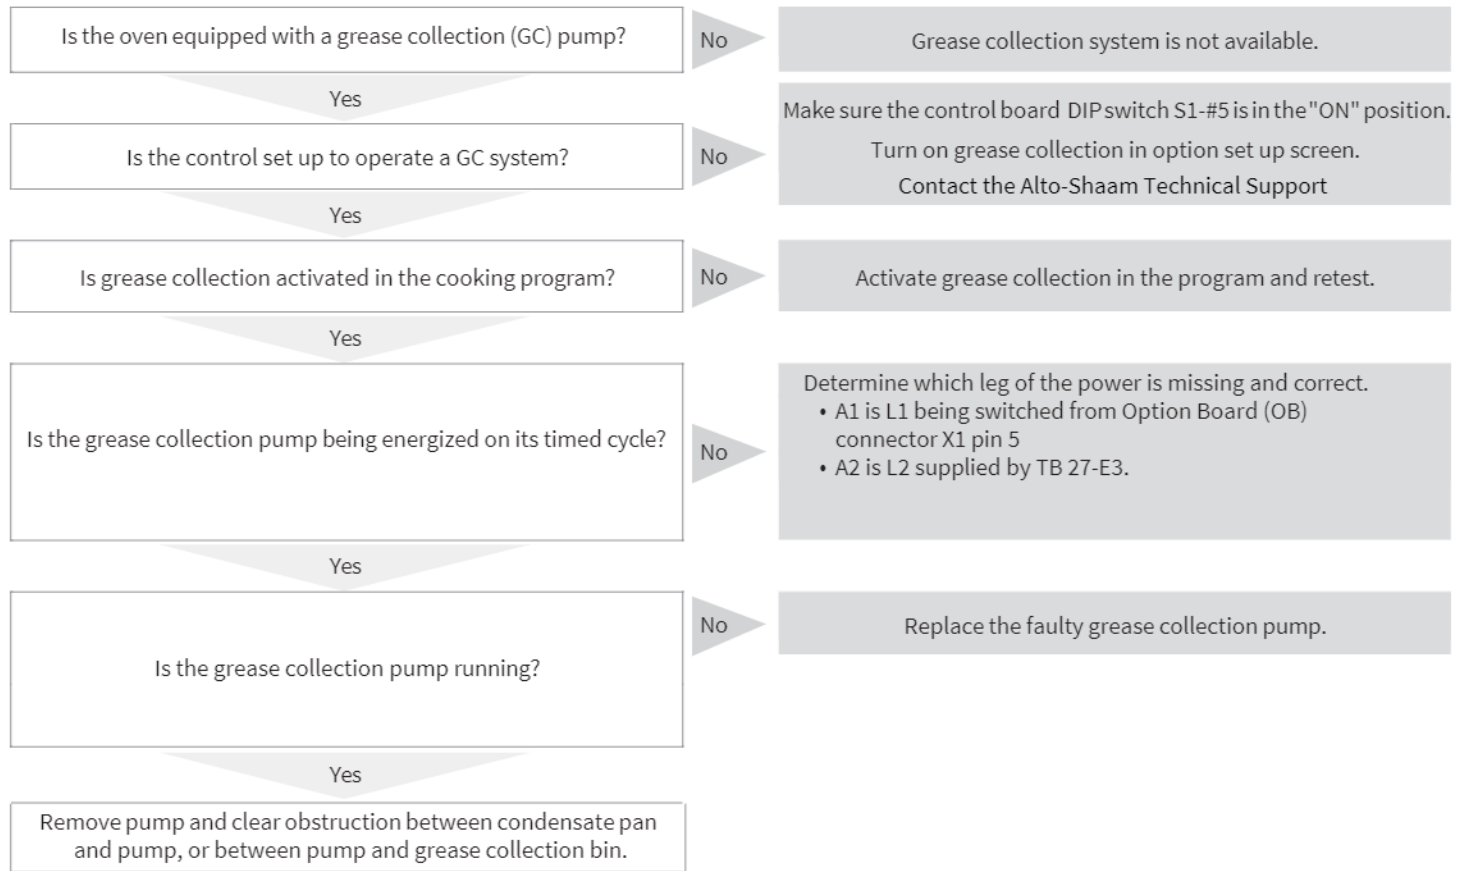 Is the oven equipped with a grease collection (GC) pump?
No
Grease collection system is not available.
Yes
Is the control set up to operate a GC system?
No
Make sure the control board DIP switch S1-#5 is in the "ON" position.
Turn on grease collection in option set up screen.
Contact the Alto-Shaam Technical Support
Yes
Is grease collection activated in the cooking program?
No
Activate grease collection in the program and retest.
Yes
Is the grease collection pump being energized on its timed cycle?
No
Determine which leg of the power is missing and correct.
• A1 is L1 being switched from Option Board (OB)
connector X1 pin 5
• A2 is L2 supplied by TB 27-E3.
Yes
Is the grease collection pump running?
No
Replace the faulty grease collection pump.
Yes
Remove pump and clear obstruction between condensate pan
and pump, or between pump and grease collection bin.